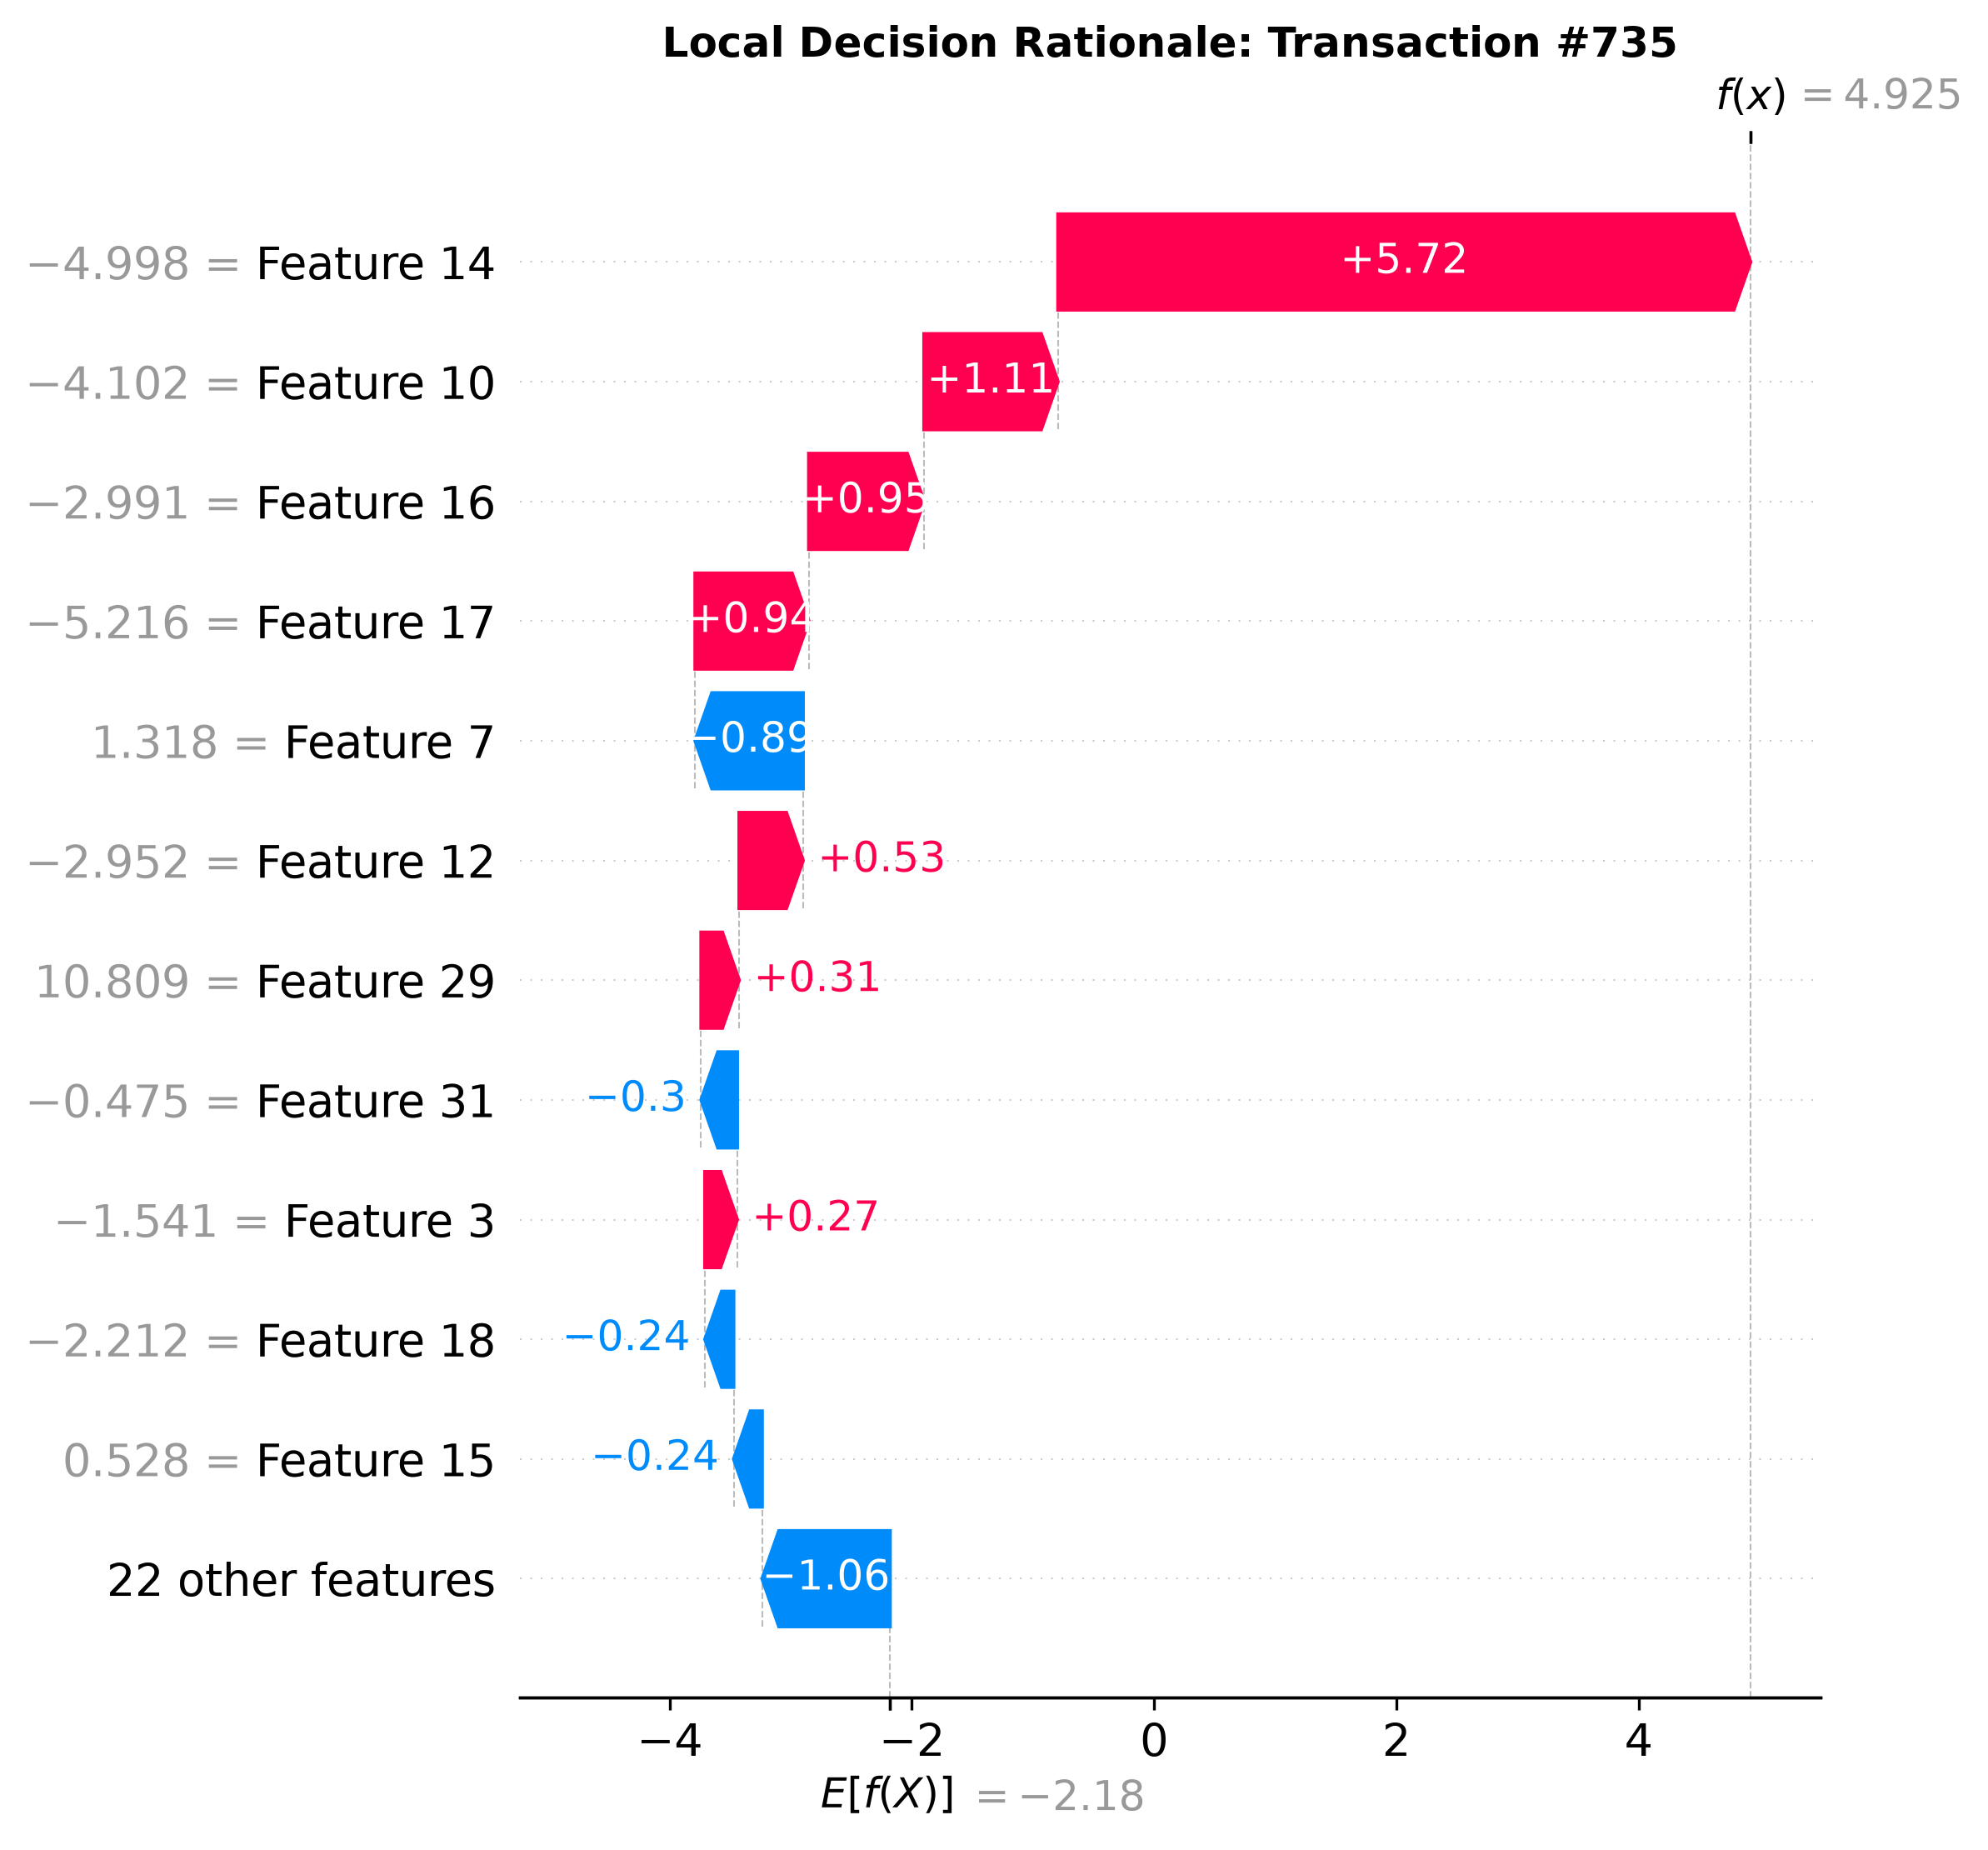 Local Decision Rationale: Transaction #735
f(x) = 4.925
−4.998 = Feature 14 +5.72
−4.102 = Feature 10 +1.11
−2.991 = Feature 16 +0.95
−5.216 = Feature 17 +0.94
1.318 = Feature 7 −0.89
−2.952 = Feature 12 +0.53
10.809 = Feature 29 +0.31
−0.475 = Feature 31 −0.3
−1.541 = Feature 3 +0.27
−2.212 = Feature 18 −0.24
0.528 = Feature 15 −0.24
22 other features −1.06
−4 −2 0 2 4
E[f(X)] = −2.18